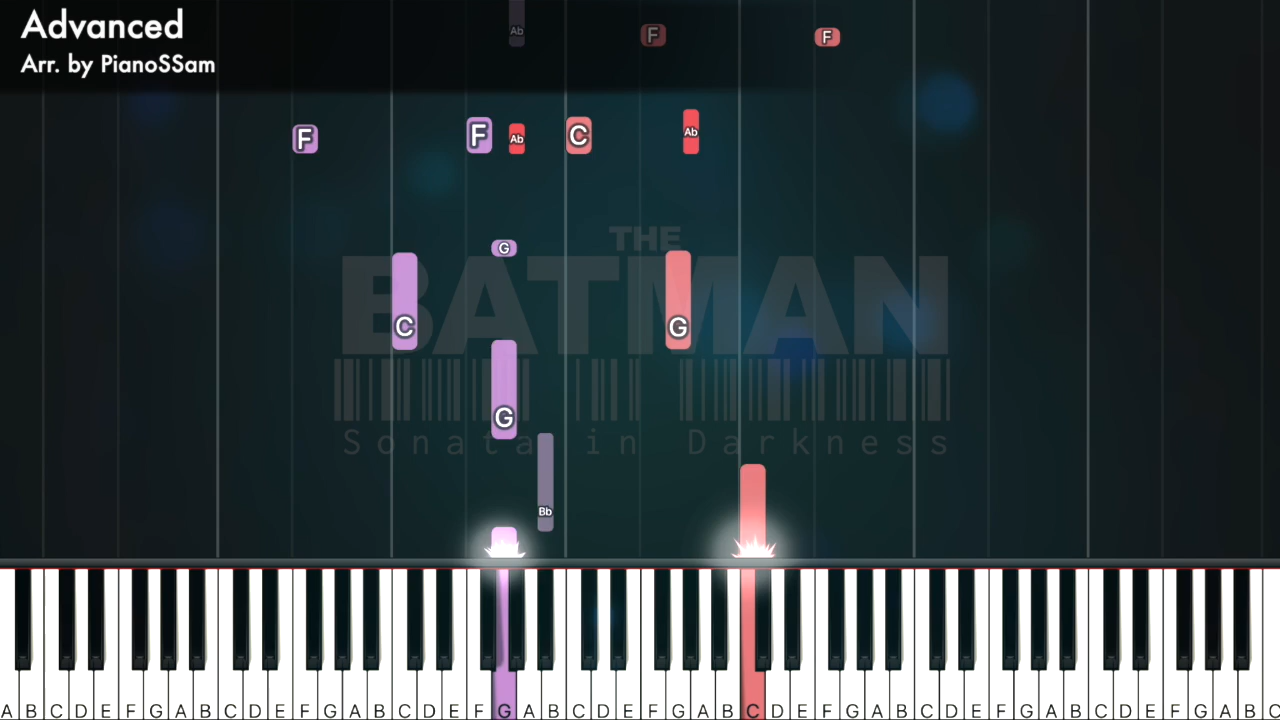 Advanced
Arr. by PianoSSam
Ab F F
F F Ab C Ab
G
THE
BATMAN
C G
G
Sonata in Darkness
Bb
A B C D E F G A B C D E F G A B C D E F G A B C D E F G A B C D E F G A B C D E F G A B C D E F G A B C